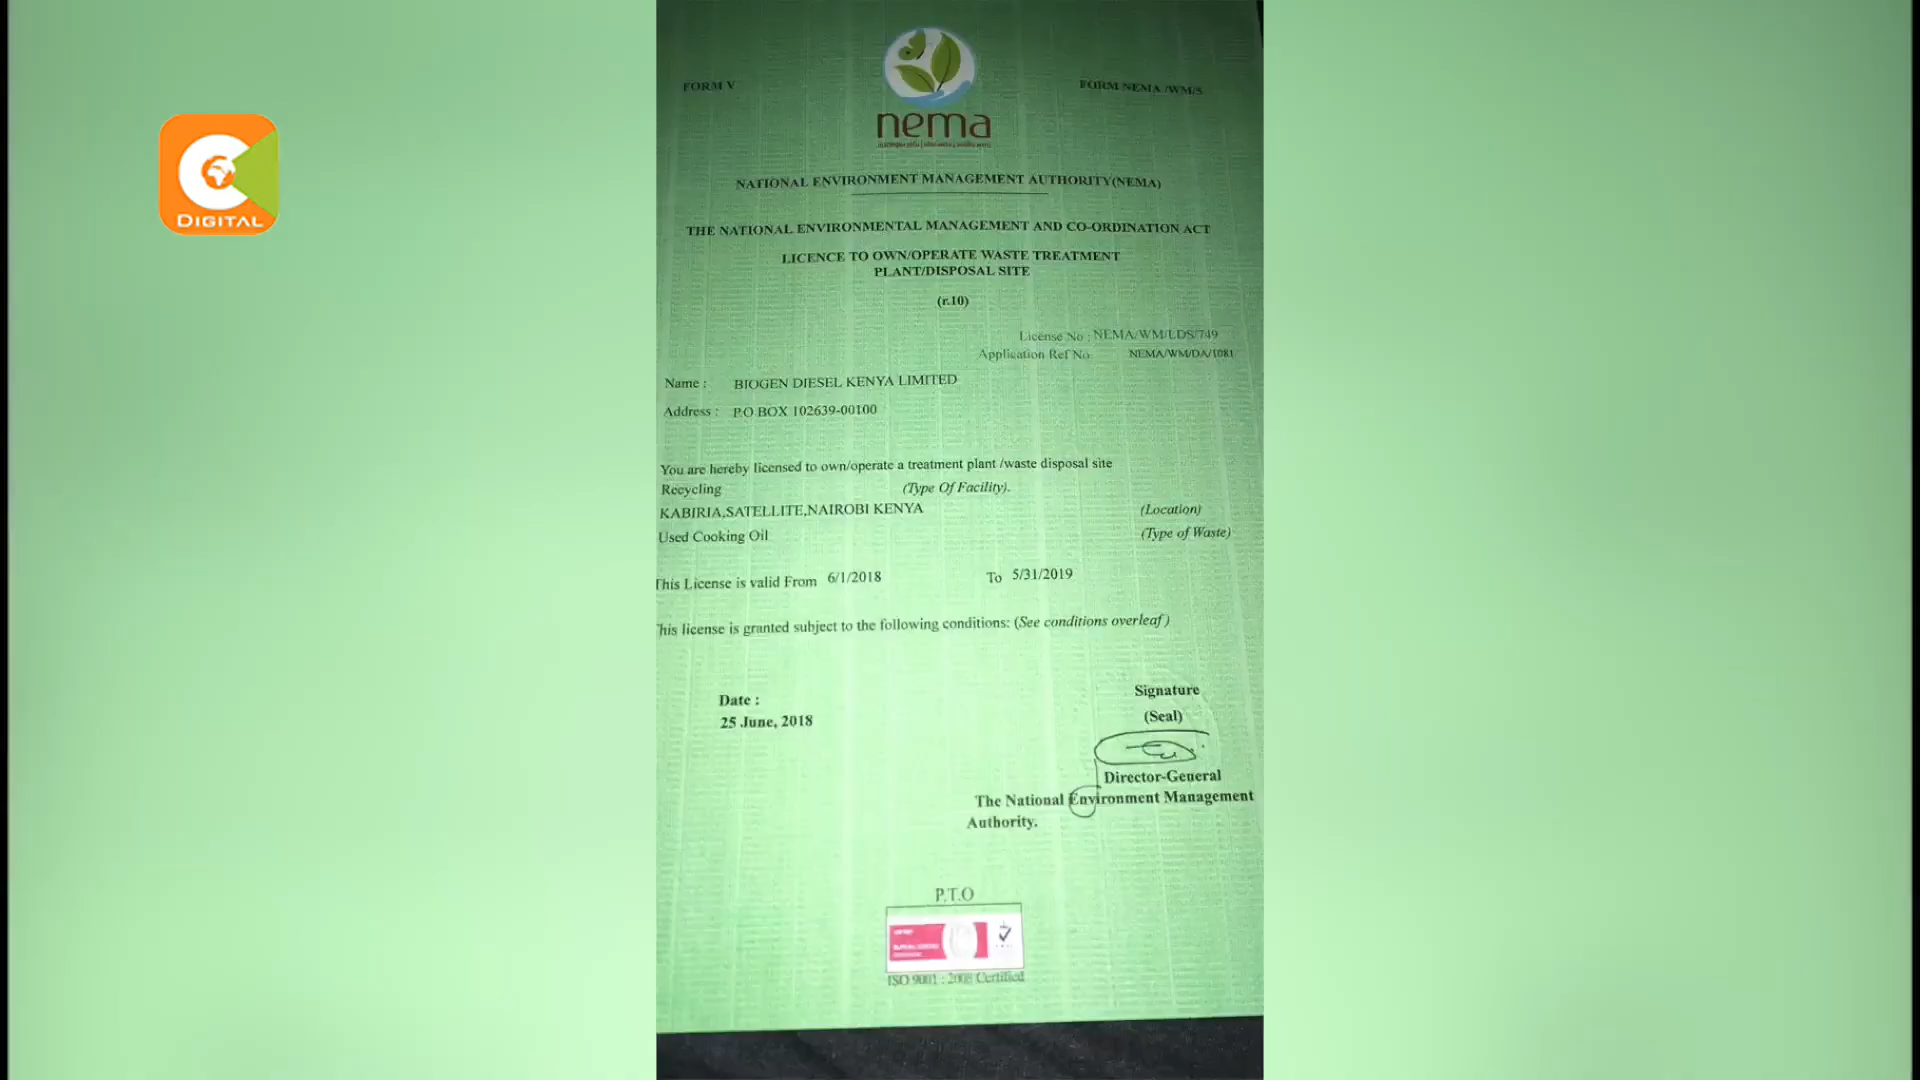 DIGITAL
FORM V
FORM NEMA /WM/5
nema
NATIONAL ENVIRONMENT MANAGEMENT AUTHORITY(NEMA)
THE NATIONAL ENVIRONMENTAL MANAGEMENT AND CO-ORDINATION ACT
LICENCE TO OWN/OPERATE WASTE TREATMENT
PLANT/DISPOSAL SITE
(r.10)
License No : NEMA/WM/LDS/749
Application Ref No NEMA/WM/DA/1081
Name : BIOGEN DIESEL KENYA LIMITED
Address : P.O BOX 102639-00100
You are hereby licensed to own/operate a treatment plant /waste disposal site
Recycling (Type Of Facility).
KABIRIA,SATELLITE,NAIROBI KENYA (Location)
Used Cooking Oil (Type of Waste)
This License is valid From 6/1/2018 To 5/31/2019
This license is granted subject to the following conditions: (See conditions overleaf)
Date :
25 June, 2018
Signature
(Seal)
Director-General
The National Environment Management
Authority.
P.T.O
ISO 9001 : 2008 Certified